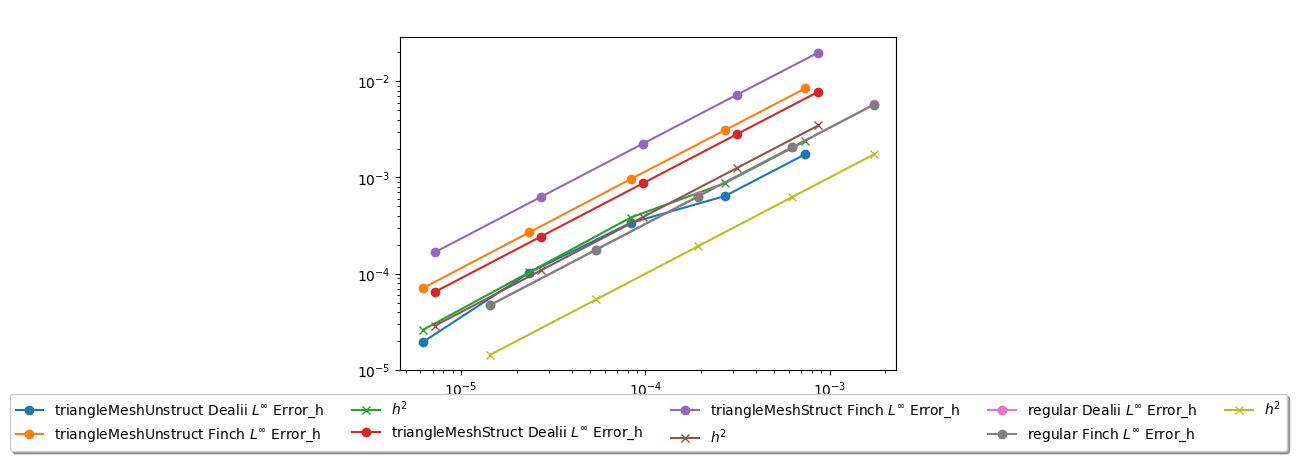 10⁻²
10⁻³
10⁻⁴
10⁻⁵
10⁻⁵ 10⁻⁴ 10⁻³
triangleMeshUnstruct Dealii L∞ Error_h
triangleMeshUnstruct Finch L∞ Error_h
h²
triangleMeshStruct Dealii L∞ Error_h
triangleMeshStruct Finch L∞ Error_h
h²
regular Dealii L∞ Error_h
regular Finch L∞ Error_h
h²